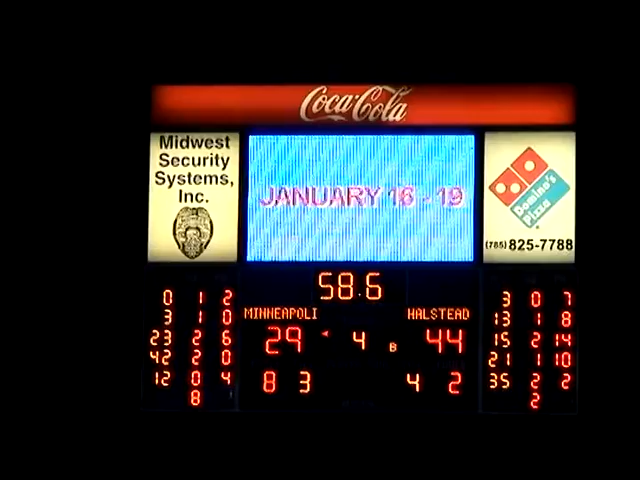 Coca-Cola
Midwest
Security
Systems,
Inc.
JANUARY 16 - 19
Domino's
Pizza
(785) 825-7788
58.6
MINNEAPOLI HALSTEAD
29 4 B 44
8 3 4 2
0 1 2
3 1 0
23 2 6
42 2 0
12 0 4
8
3 0 7
13 1 8
15 2 14
21 1 10
35 2 2
2